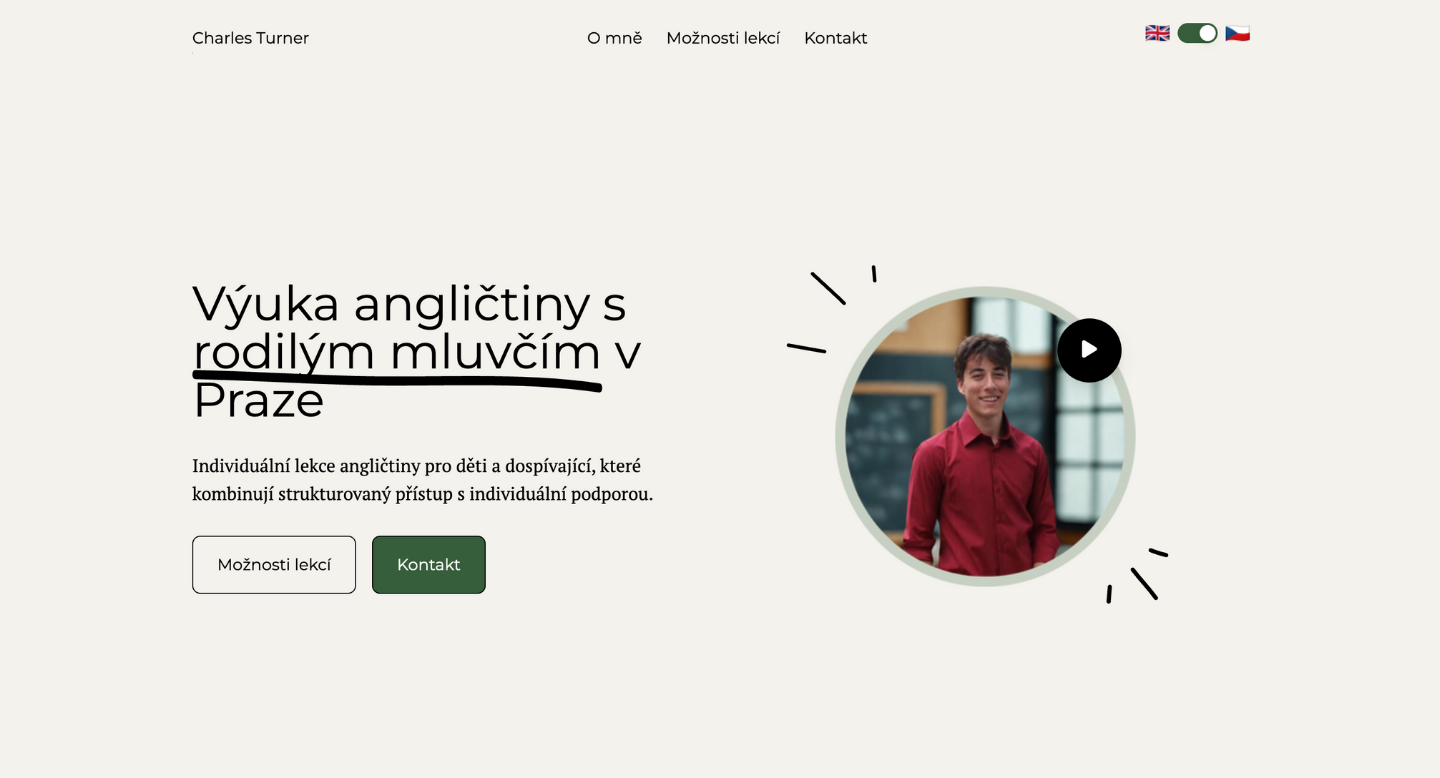 Charles Turner
O mně
Možnosti lekcí
Kontakt
Výuka angličtiny s
rodilým mluvčím v
Praze
Individuální lekce angličtiny pro děti a dospívající, které
kombinují strukturovaný přístup s individuální podporou.
Možnosti lekcí
Kontakt